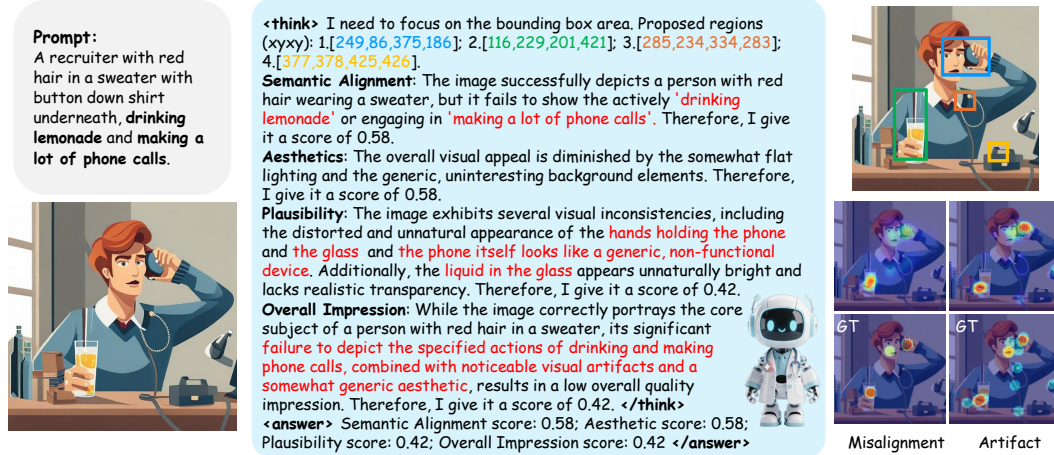 Prompt:
A recruiter with red
hair in a sweater with
button down shirt
underneath, drinking
lemonade and making a
lot of phone calls.
<think> I need to focus on the bounding box area. Proposed regions
(xyxy): 1.[249,86,375,186]; 2.[116,229,201,421]; 3.[285,234,334,283];
4.[377,378,425,426].
Semantic Alignment: The image successfully depicts a person with red
hair wearing a sweater, but it fails to show the actively 'drinking
lemonade' or engaging in 'making a lot of phone calls'. Therefore, I give
it a score of 0.58.
Aesthetics: The overall visual appeal is diminished by the somewhat flat
lighting and the generic, uninteresting background elements. Therefore,
I give it a score of 0.58.
Plausibility: The image exhibits several visual inconsistencies, including
the distorted and unnatural appearance of the hands holding the phone
and the glass and the phone itself looks like a generic, non-functional
device. Additionally, the liquid in the glass appears unnaturally bright and
lacks realistic transparency. Therefore, I give it a score of 0.42.
Overall Impression: While the image correctly portrays the core
subject of a person with red hair in a sweater, its significant
failure to depict the specified actions of drinking and making
phone calls, combined with noticeable visual artifacts and a
somewhat generic aesthetic, results in a low overall quality
impression. Therefore, I give it a score of 0.42. </think>
<answer> Semantic Alignment score: 0.58; Aesthetic score: 0.58;
Plausibility score: 0.42; Overall Impression score: 0.42 </answer>
GT
GT
Misalignment
Artifact